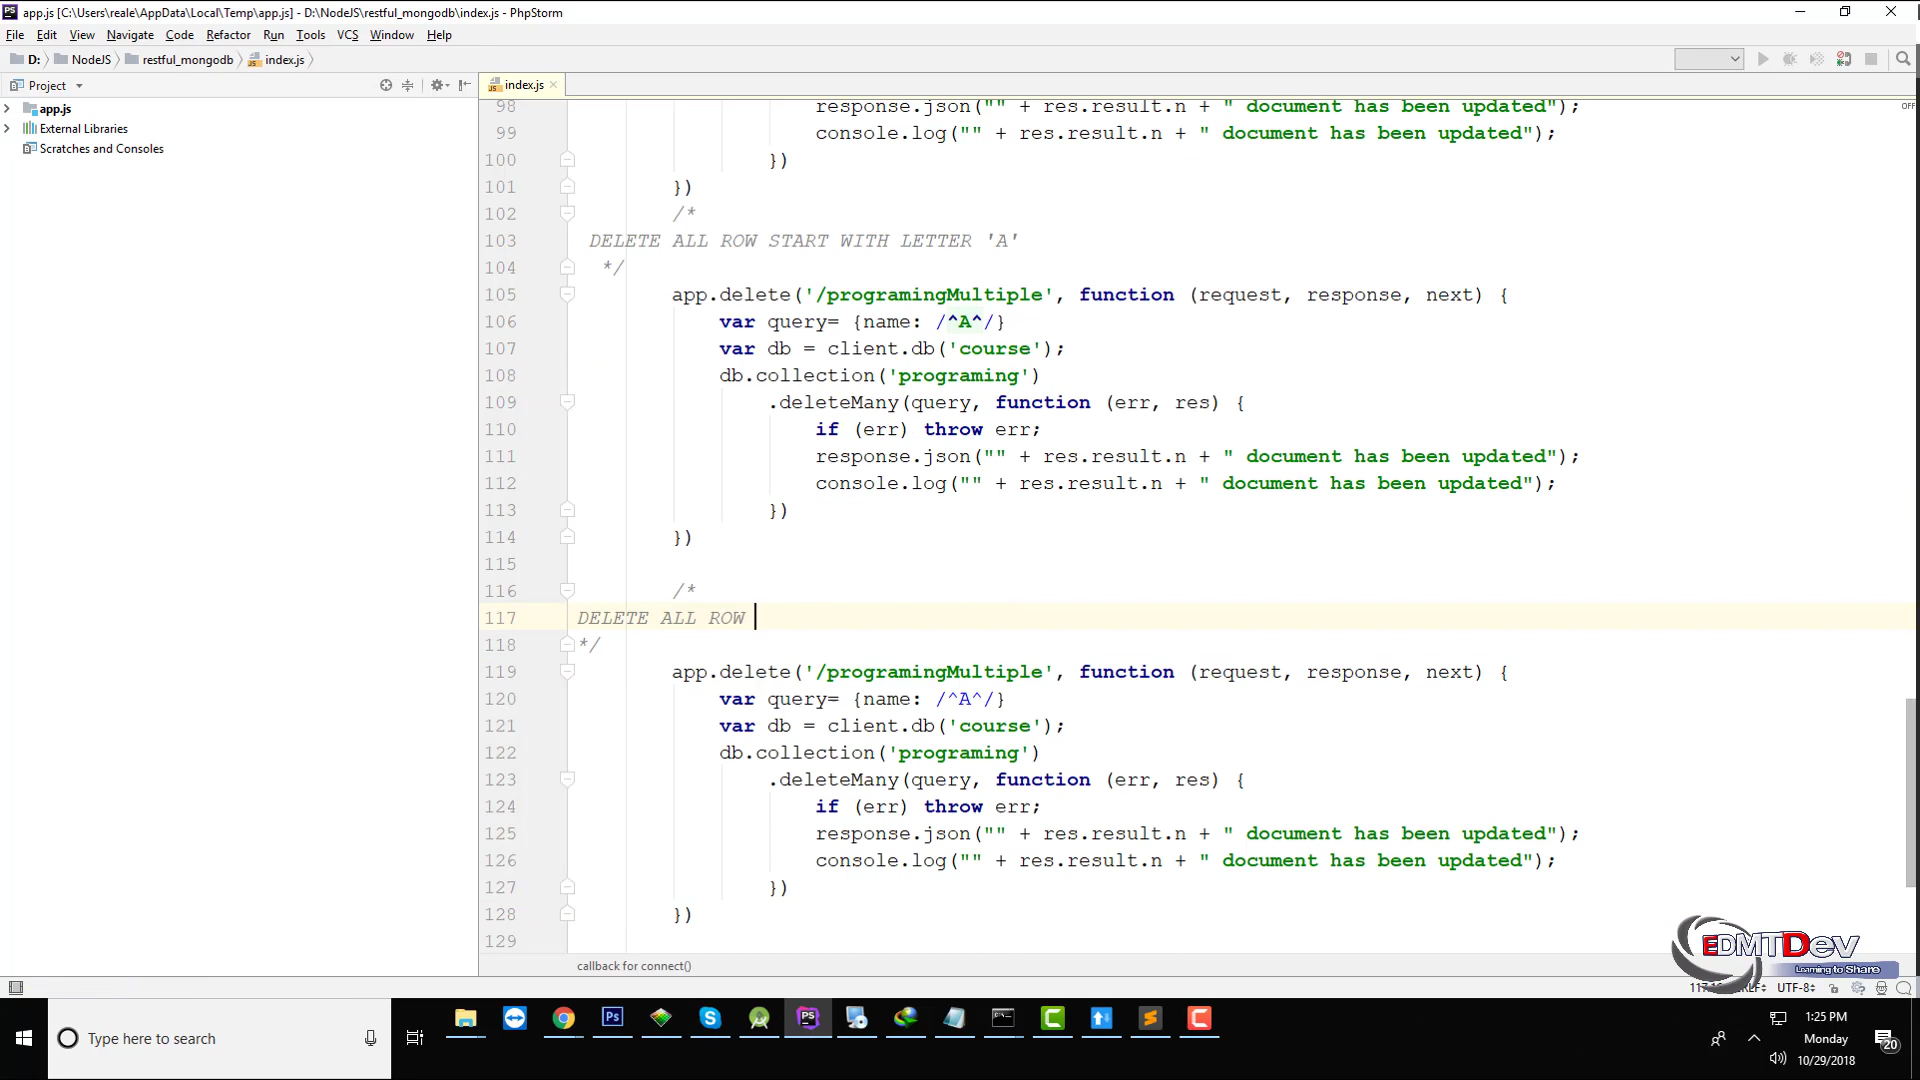 app.js [C:\Users\reale\AppData\Local\Temp\app.js] - D:\NodeJS\restful_mongodb\index.js - PhpStorm
File Edit View Navigate Code Refactor Run Tools VCS Window Help
D: NodeJS restful_mongodb index.js
Project
index.js
app.js
External Libraries
Scratches and Consoles
OFF
98 response.json("" + res.result.n + " document has been updated");
99 console.log("" + res.result.n + " document has been updated");
100 })
101 })
102 /*
103 DELETE ALL ROW START WITH LETTER 'A'
104 */
105 app.delete('/programingMultiple', function (request, response, next) {
106 var query= {name: /^A^/}
107 var db = client.db('course');
108 db.collection('programing')
109 .deleteMany(query, function (err, res) {
110 if (err) throw err;
111 response.json("" + res.result.n + " document has been updated");
112 console.log("" + res.result.n + " document has been updated");
113 })
114 })
115
116 /*
117 DELETE ALL ROW
118 */
119 app.delete('/programingMultiple', function (request, response, next) {
120 var query= {name: /^A^/}
121 var db = client.db('course');
122 db.collection('programing')
123 .deleteMany(query, function (err, res) {
124 if (err) throw err;
125 response.json("" + res.result.n + " document has been updated");
126 console.log("" + res.result.n + " document has been updated");
127 })
128 })
129
EDMTDev
Learning to Share
callback for connect()
UTF-8
Type here to search
1:25 PM
Monday
10/29/2018
20